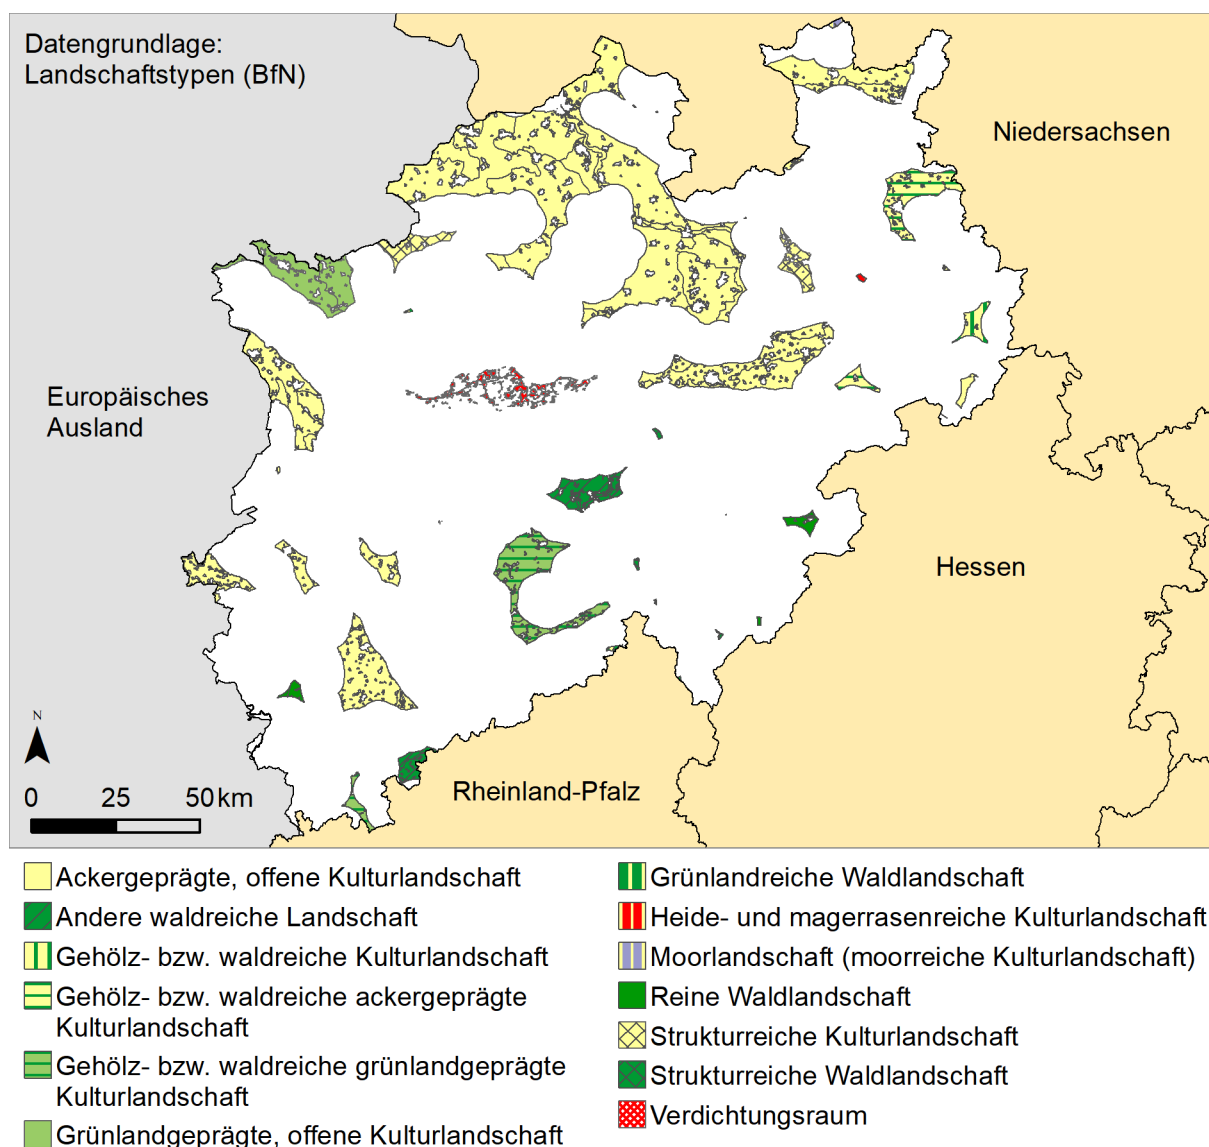 Datengrundlage:
Landschaftstypen (BfN)
Niedersachsen
Europäisches
Ausland
Hessen
Rheinland-Pfalz
N
0 25 50 km
Ackergeprägte, offene Kulturlandschaft
Andere waldreiche Landschaft
Gehölz- bzw. waldreiche Kulturlandschaft
Gehölz- bzw. waldreiche ackergeprägte
Kulturlandschaft
Gehölz- bzw. waldreiche grünlandgeprägte
Kulturlandschaft
Grünlandgeprägte, offene Kulturlandschaft
Grünlandreiche Waldlandschaft
Heide- und magerrasenreiche Kulturlandschaft
Moorlandschaft (moorreiche Kulturlandschaft)
Reine Waldlandschaft
Strukturreiche Kulturlandschaft
Strukturreiche Waldlandschaft
Verdichtungsraum